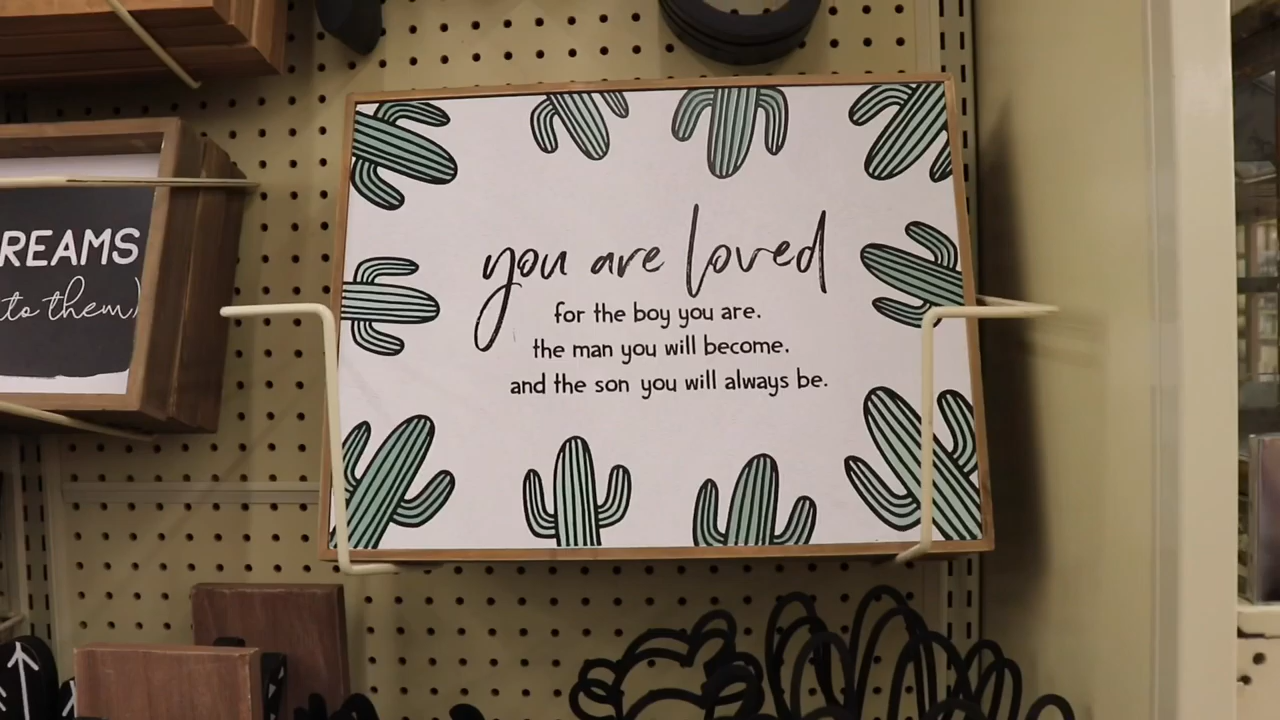 REAMS
to them)
you are loved
for the boy you are.
the man you will become.
and the son you will always be.